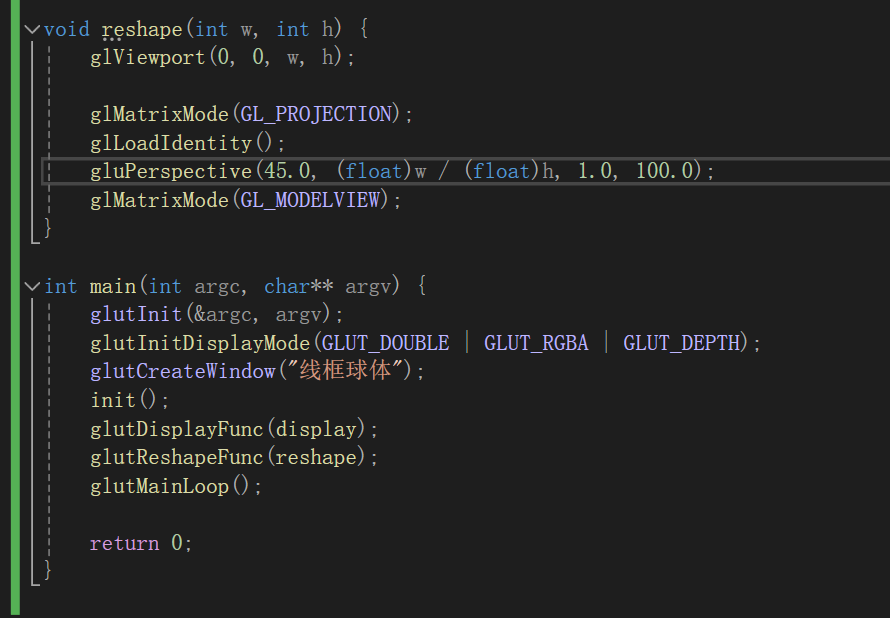 void reshape(int w, int h) {
glViewport(0, 0, w, h);
glMatrixMode(GL_PROJECTION);
glLoadIdentity();
gluPerspective(45.0, (float)w / (float)h, 1.0, 100.0);
glMatrixMode(GL_MODELVIEW);
}
int main(int argc, char** argv) {
glutInit(&argc, argv);
glutInitDisplayMode(GLUT_DOUBLE | GLUT_RGBA | GLUT_DEPTH);
glutCreateWindow("线框球体");
init();
glutDisplayFunc(display);
glutReshapeFunc(reshape);
glutMainLoop();
return 0;
}